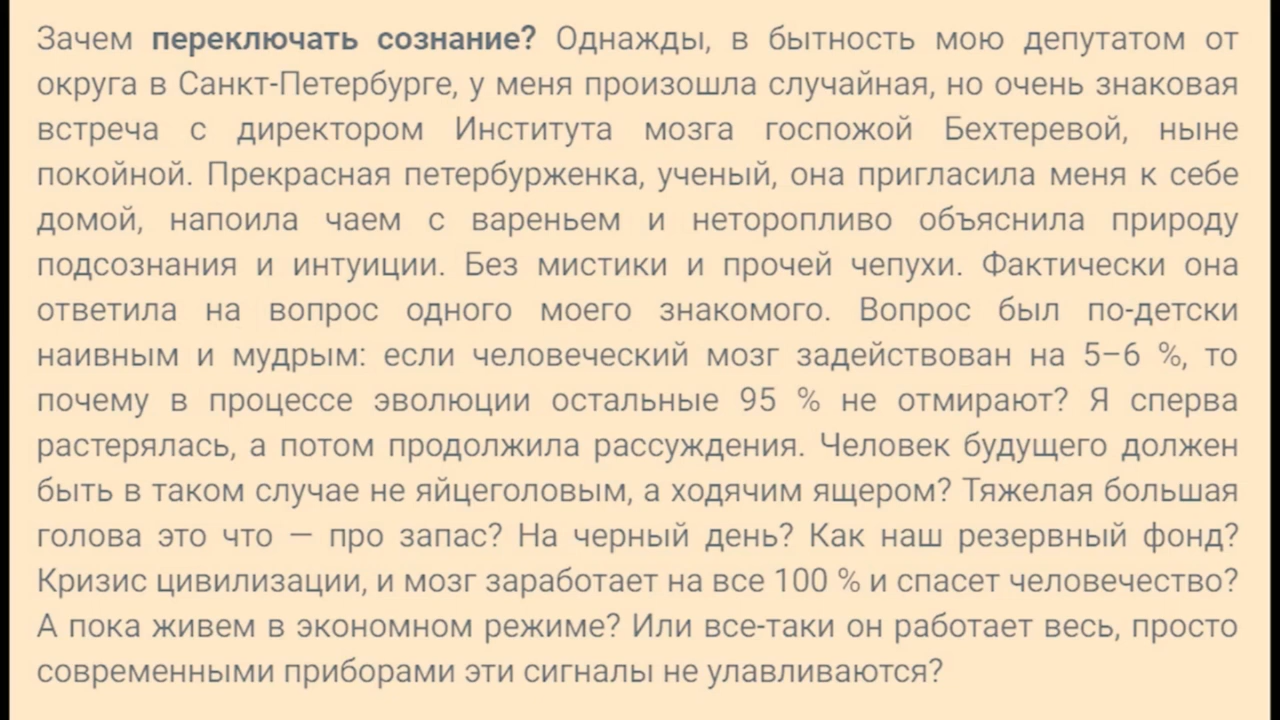 Зачем переключать сознание? Однажды, в бытность мою депутатом от
округа в Санкт-Петербурге, у меня произошла случайная, но очень знаковая
встреча с директором Института мозга госпожой Бехтеревой, ныне
покойной. Прекрасная петербурженка, ученый, она пригласила меня к себе
домой, напоила чаем с вареньем и неторопливо объяснила природу
подсознания и интуиции. Без мистики и прочей чепухи. Фактически она
ответила на вопрос одного моего знакомого. Вопрос был по-детски
наивным и мудрым: если человеческий мозг задействован на 5–6 %, то
почему в процессе эволюции остальные 95 % не отмирают? Я сперва
растерялась, а потом продолжила рассуждения. Человек будущего должен
быть в таком случае не яйцеголовым, а ходячим ящером? Тяжелая большая
голова это что — про запас? На черный день? Как наш резервный фонд?
Кризис цивилизации, и мозг заработает на все 100 % и спасет человечество?
А пока живем в экономном режиме? Или все-таки он работает весь, просто
современными приборами эти сигналы не улавливаются?